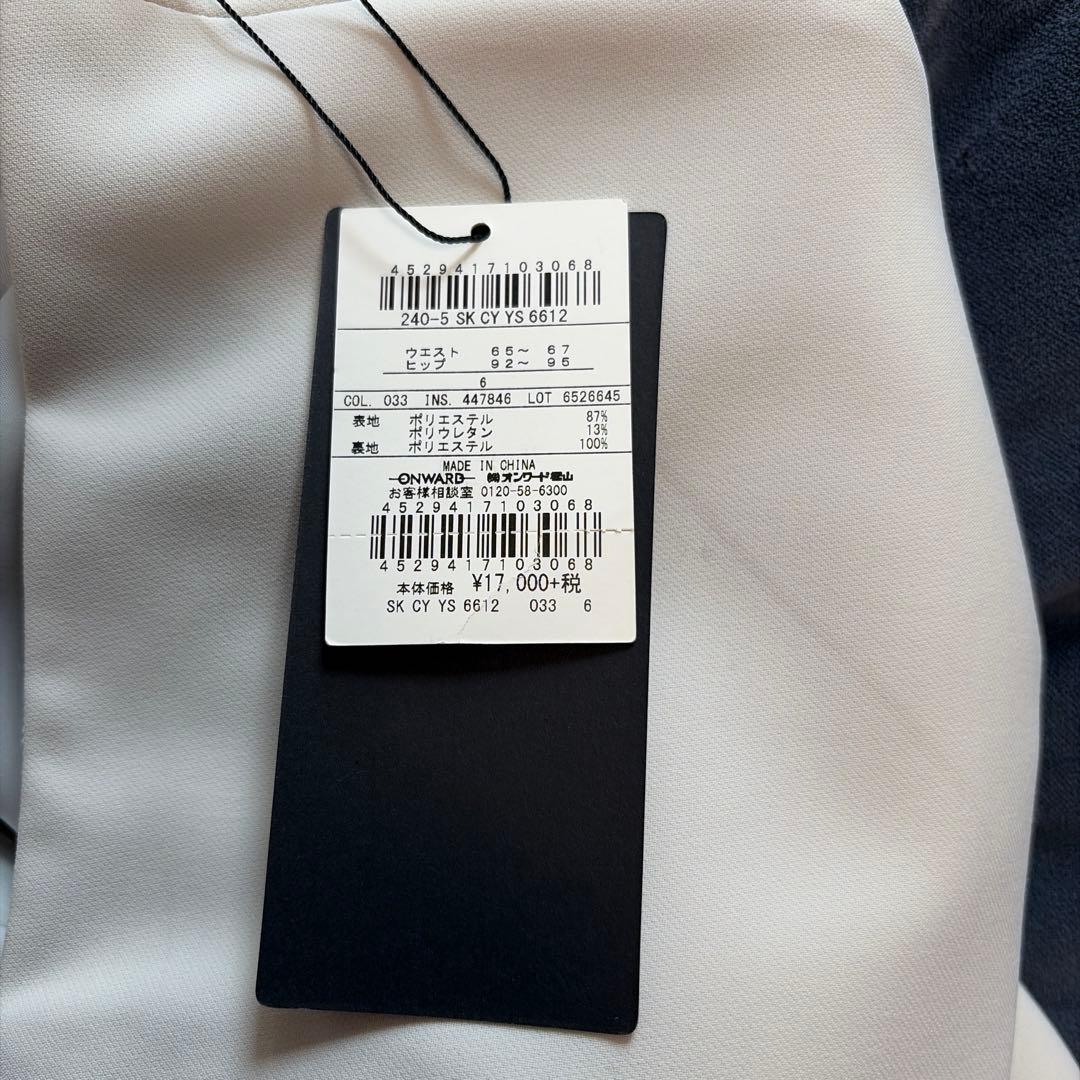 4529417103068
240-5 SK CY YS 6612
ウエスト 65～ 67
ヒップ 92～ 95
6
COL. 033 INS. 447846 LOT 6526645
表地 ポリエステル 87%
ポリウレタン 13%
裏地 ポリエステル 100%
MADE IN CHINA
ONWARD ㈱オンワード樫山
お客様相談室 0120-58-6300
4529417103068
4529417103068
本体価格 ¥17,000+税
SK CY YS 6612 033 6